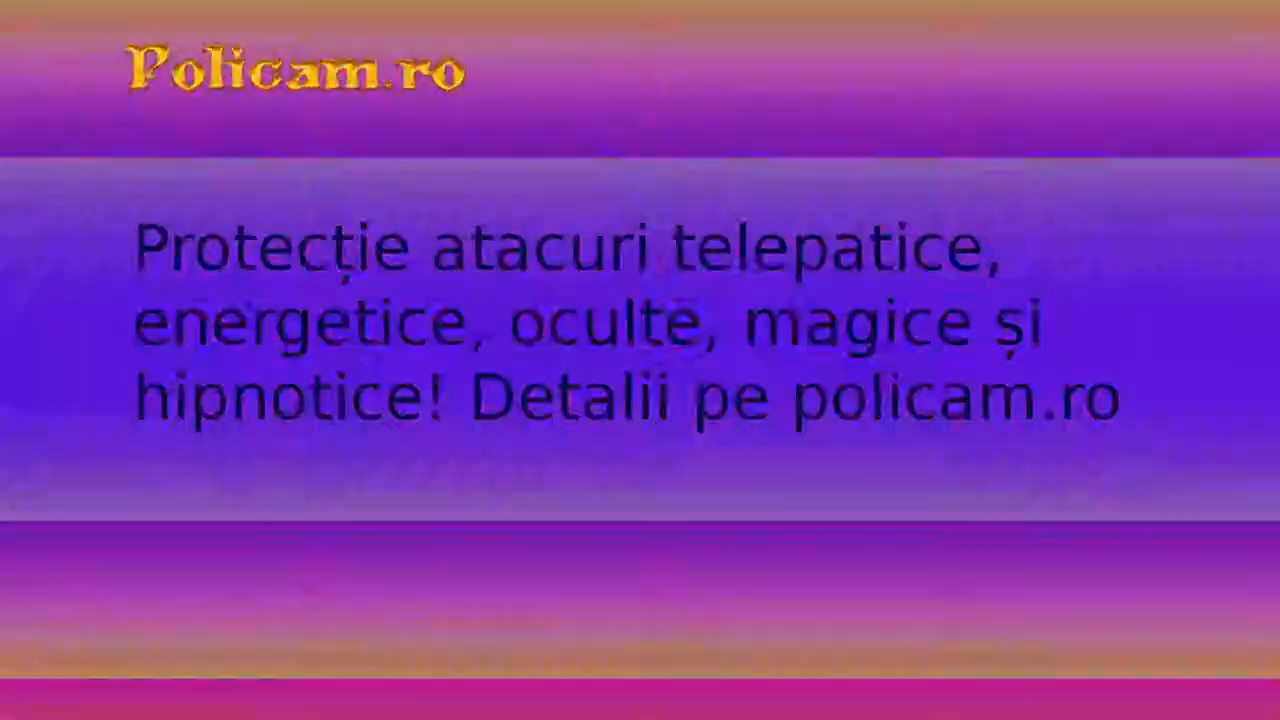 Policam.ro
Protecție atacuri telepatice,
energetice, oculte, magice și
hipnotice! Detalii pe policam.ro